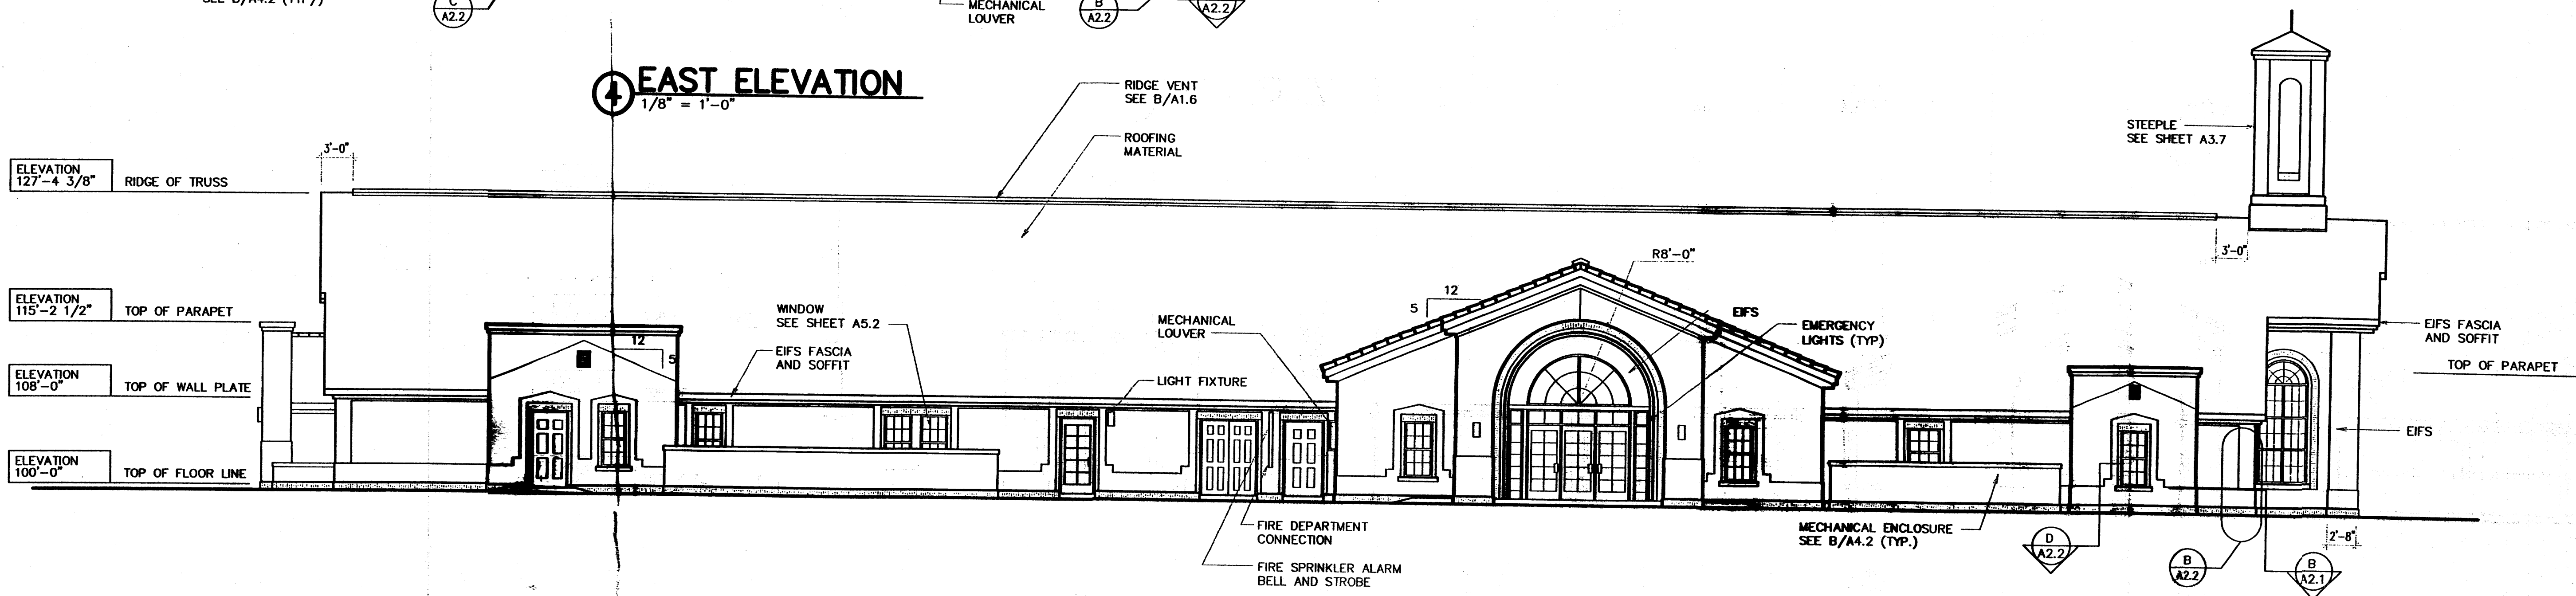 SEE B/A4.2 (TYP)
C
A2.2
MECHANICAL
LOUVER
B
A2.2
A2.2
4 EAST ELEVATION
1/8" = 1'-0"
RIDGE VENT
SEE B/A1.6
ROOFING
MATERIAL
STEEPLE
SEE SHEET A3.7
3'-0"
ELEVATION
127'-4 3/8" RIDGE OF TRUSS
3'-0"
R8'-0"
ELEVATION
115'-2 1/2" TOP OF PARAPET
12
5
WINDOW
SEE SHEET A5.2
MECHANICAL
LOUVER
EIFS
EMERGENCY
LIGHTS (TYP)
EIFS FASCIA
AND SOFFIT
12
5
EIFS FASCIA
AND SOFFIT
TOP OF PARAPET
ELEVATION
108'-0" TOP OF WALL PLATE
LIGHT FIXTURE
EIFS
ELEVATION
100'-0" TOP OF FLOOR LINE
FIRE DEPARTMENT
CONNECTION
FIRE SPRINKLER ALARM
BELL AND STROBE
MECHANICAL ENCLOSURE
SEE B/A4.2 (TYP.)
D
A2.2
B
A2.2
2'-8"
B
A2.1